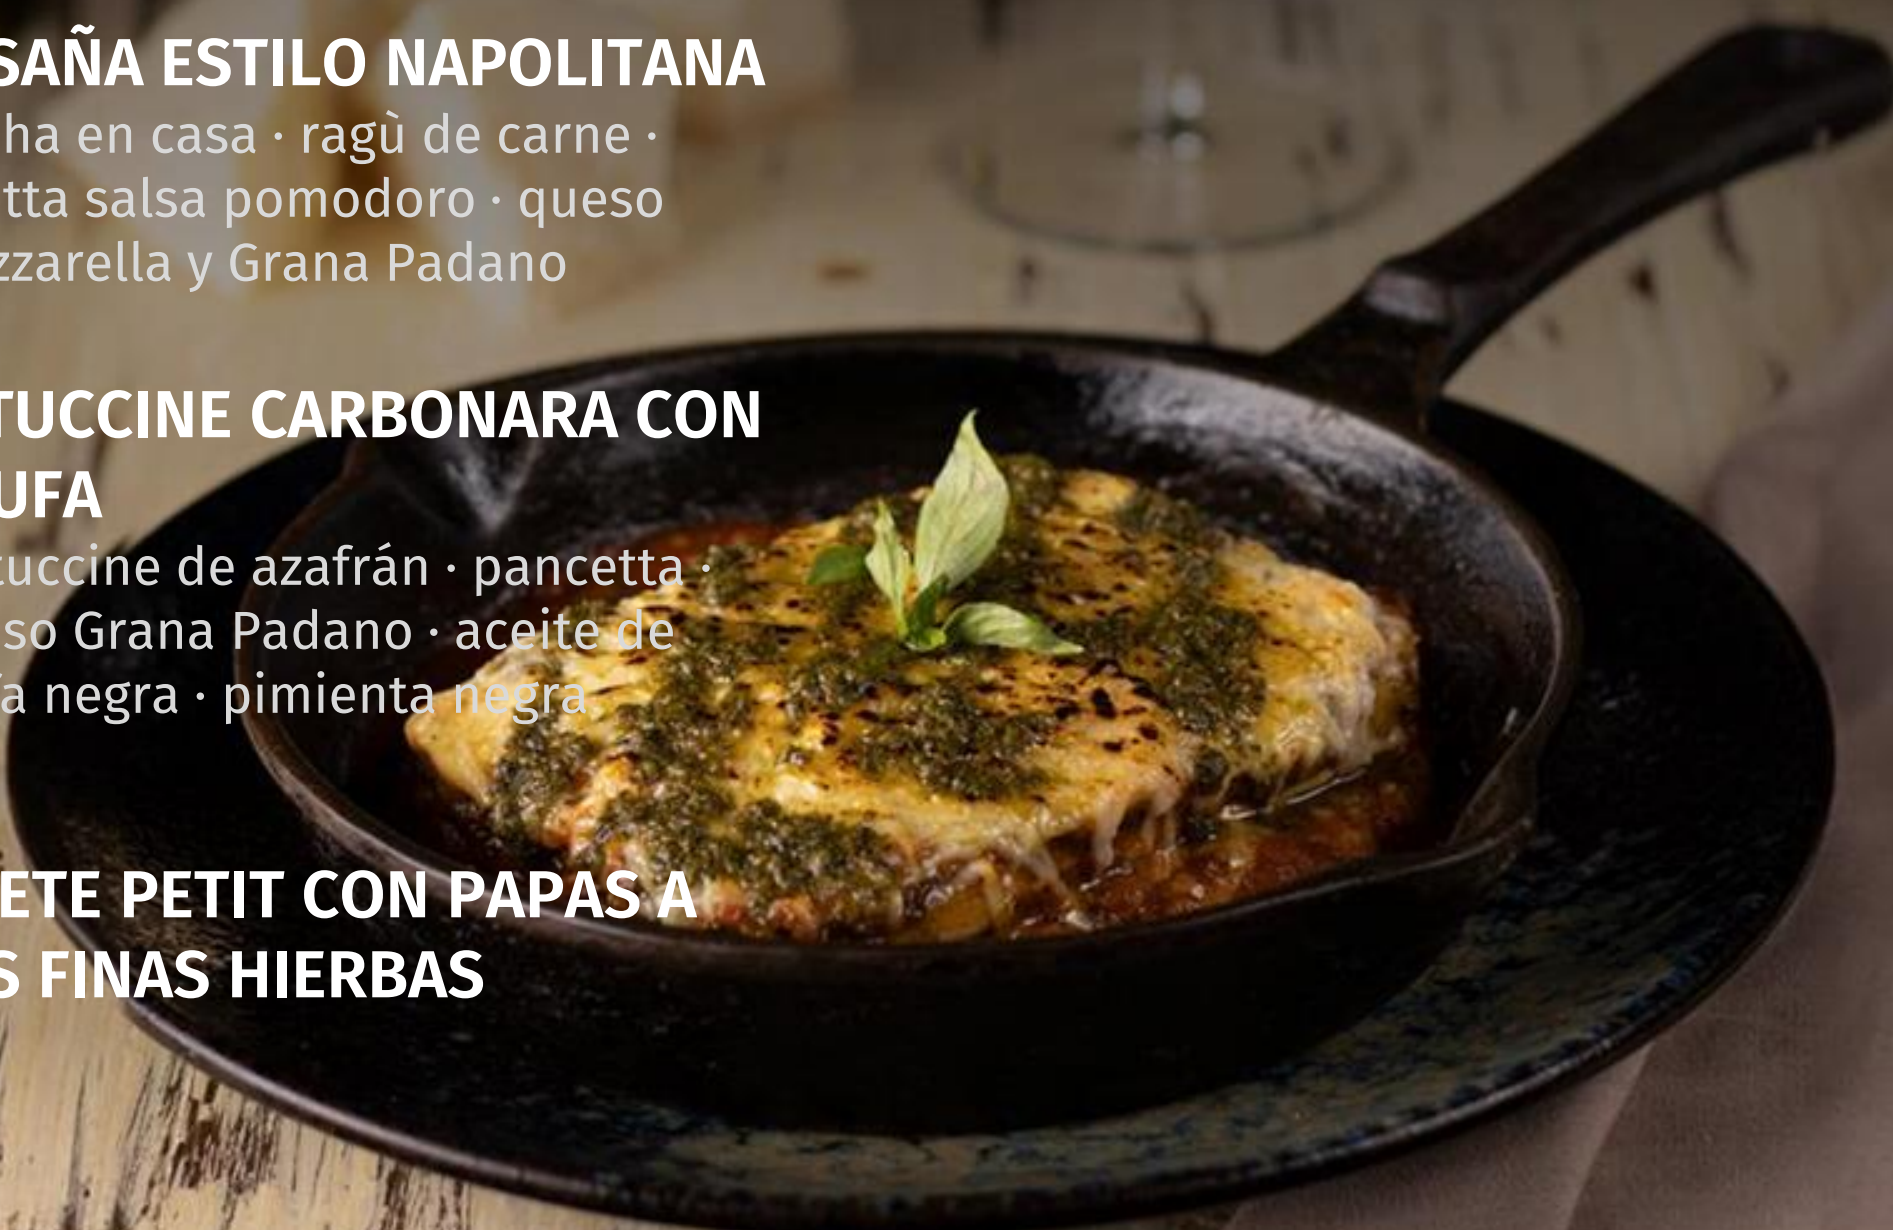 SAÑA ESTILO NAPOLITANA
ha en casa · ragù de carne ·
tta salsa pomodoro · queso
zzarella y Grana Padano
TUCCINE CARBONARA CON
UFA
tuccine de azafrán · pancetta ·
so Grana Padano · aceite de
a negra · pimienta negra
ETE PETIT CON PAPAS A
S FINAS HIERBAS